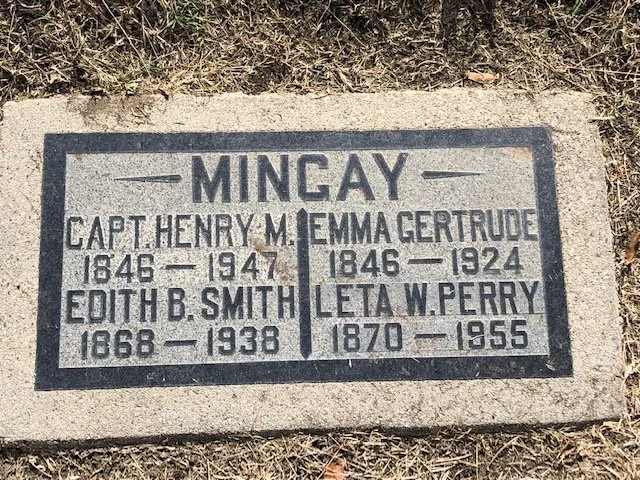 MINGAY
CAPT. HENRY M.
1846 — 1947
EDITH B. SMITH
1868 — 1938
EMMA GERTRUDE
1846 — 1924
LETA W. PERRY
1870 — 1955